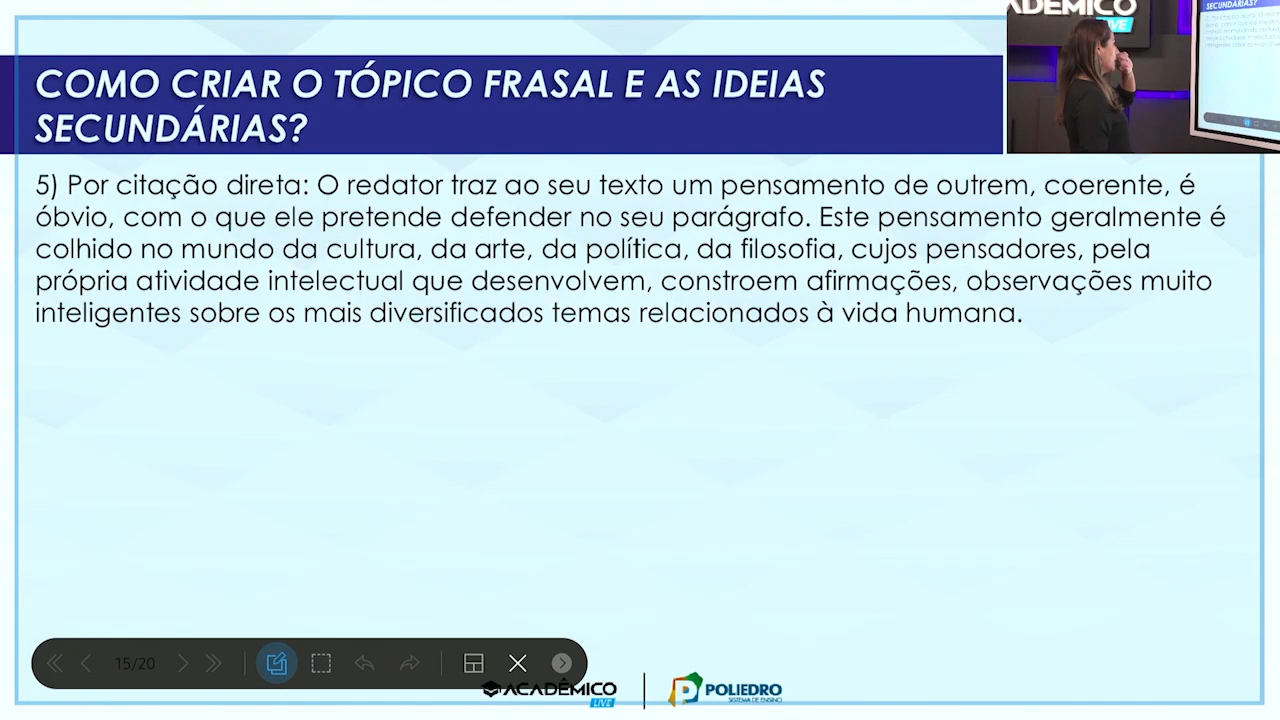 COMO CRIAR O TÓPICO FRASAL E AS IDEIAS
SECUNDÁRIAS?
ADÊMICO
LIVE
SECUNDÁRIAS?
5) Por citação direta: O redator traz ao seu texto um pensamento de outrem, coerente, é
óbvio, com o que ele pretende defender no seu parágrafo. Este pensamento geralmente é
colhido no mundo da cultura, da arte, da política, da filosofia, cujos pensadores, pela
própria atividade intelectual que desenvolvem, constroem afirmações, observações muito
inteligentes sobre os mais diversificados temas relacionados à vida humana.
15/20
ACADÊMICO
LIVE
POLIEDRO
SISTEMA DE ENSINO